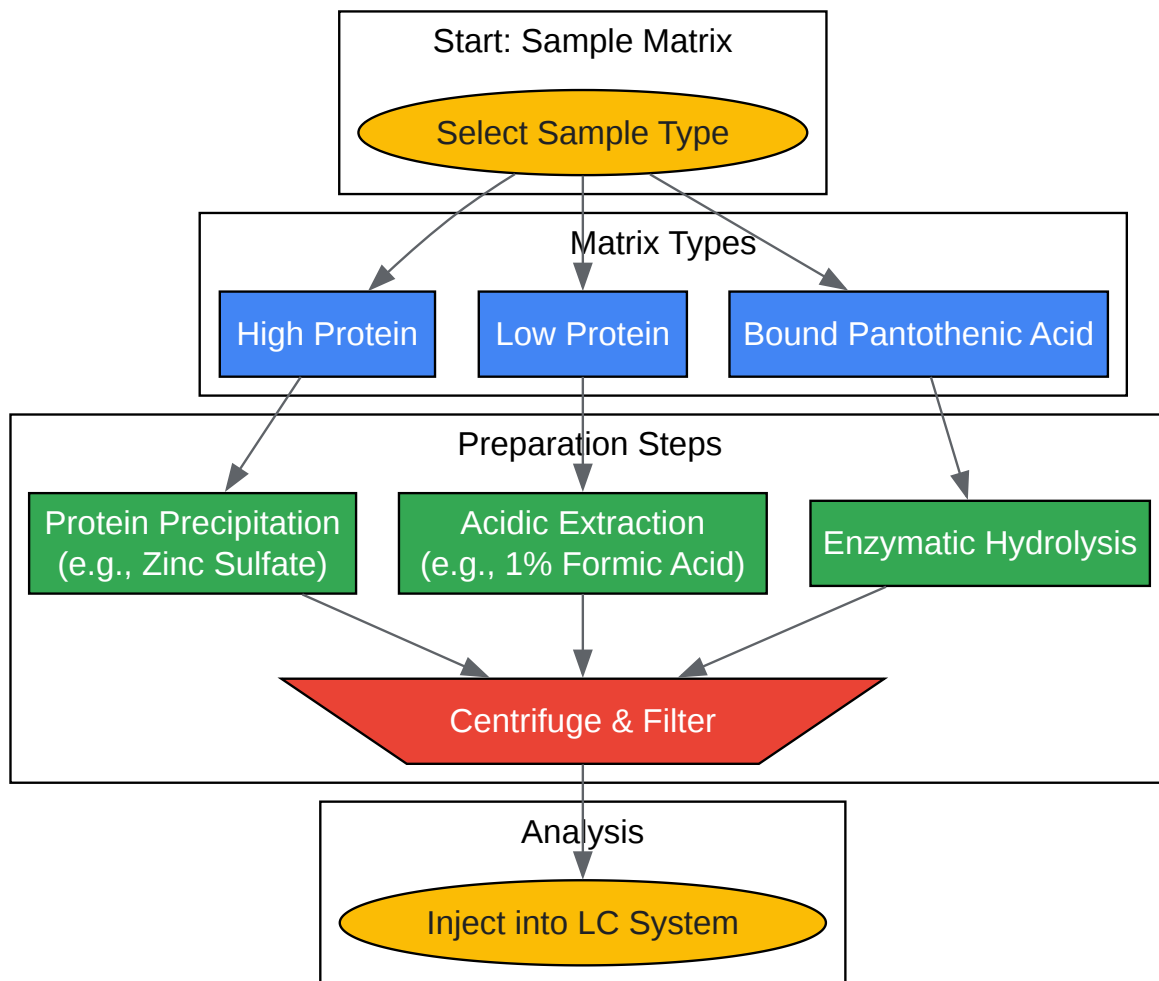 Start: Sample Matrix
Select Sample Type
Matrix Types
High Protein
Low Protein
Bound Pantothenic Acid
Preparation Steps
Protein Precipitation
(e.g., Zinc Sulfate)
Acidic Extraction
(e.g., 1% Formic Acid)
Enzymatic Hydrolysis
Centrifuge & Filter
Analysis
Inject into LC System